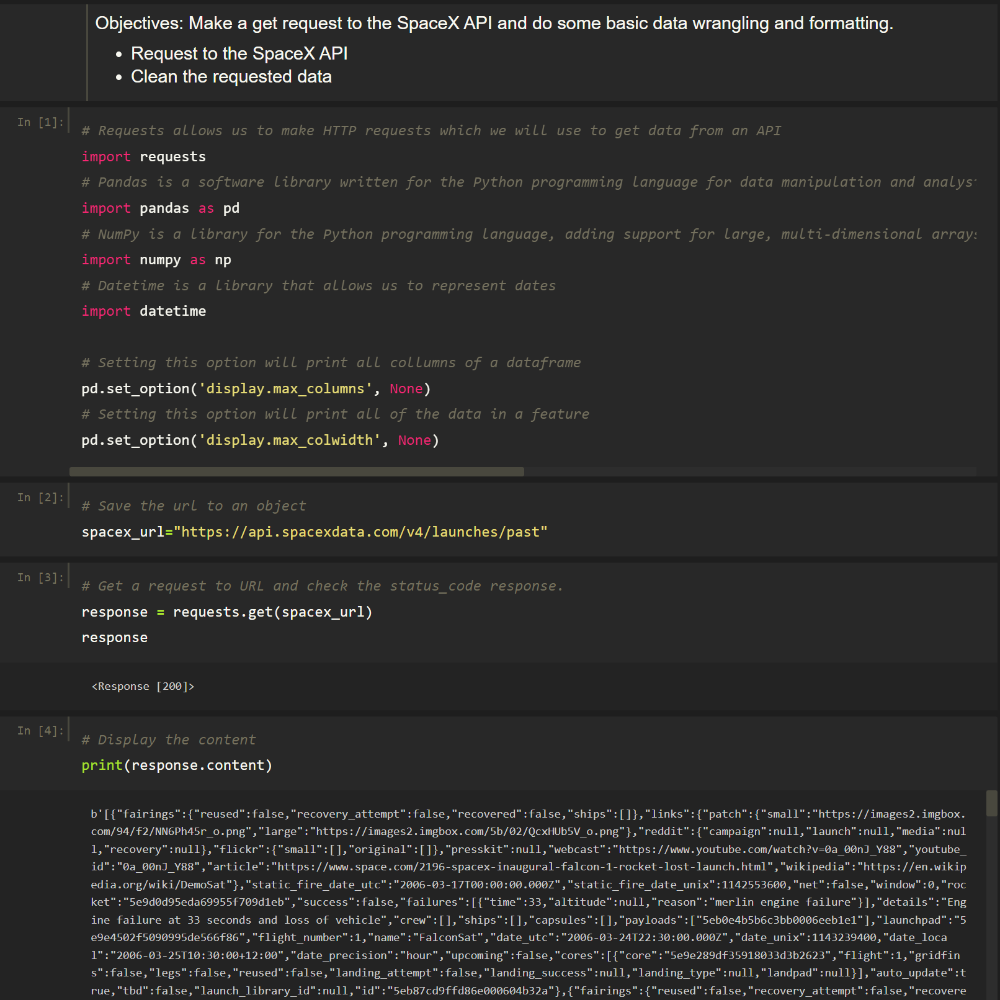 Objectives: Make a get request to the SpaceX API and do some basic data wrangling and formatting.
• Request to the SpaceX API
• Clean the requested data
In [1]:
# Requests allows us to make HTTP requests which we will use to get data from an API
import requests
# Pandas is a software library written for the Python programming language for data manipulation and
import pandas as pd
# NumPy is a library for the Python programming language, adding support for large, multi-dimensional arrays
import numpy as np
# Datetime is a library that allows us to represent dates
import datetime
# Setting this option will print all collumns of a dataframe
pd.set_option('display.max_columns', None)
# Setting this option will print all of the data in a feature
pd.set_option('display.max_colwidth', None)
In [2]:
# Save the url to an object
spacex_url="https://api.spacexdata.com/v4/launches/past"
In [3]:
# Get a request to URL and check the status_code response.
response = requests.get(spacex_url)
response
<Response [200]>
In [4]:
# Display the content
print(response.content)
b'[{"fairings":{"reused":false,"recovery_attempt":false,"recovered":false,"ships":[]},"links":{"patch":{"small":"https://images2.imgbox.
com/94/f2/NN6Ph45r_o.png","large":"https://images2.imgbox.com/5b/02/QcxHUb5V_o.png"},"reddit":{"campaign":null,"launch":null,"media":nul
l,"recovery":null},"flickr":{"small":[],"original":[]},"presskit":null,"webcast":"https://www.youtube.com/watch?v=0a_00nJ_Y88","youtube_
id":"0a_00nJ_Y88","article":"https://www.space.com/2196-spacex-inaugural-falcon-1-rocket-lost-launch.html","wikipedia":"https://en.wikip
edia.org/wiki/DemoSat"},"static_fire_date_utc":"2006-03-17T00:00:00.000Z","static_fire_date_unix":1142553600,"net":false,"window":0,"roc
ket":"5e9d0d95eda69955f709d1eb","success":false,"failures":[{"time":33,"altitude":null,"reason":"merlin engine failure"}],"details":"Eng
ine failure at 33 seconds and loss of vehicle","crew":[],"ships":[],"capsules":[],"payloads":["5eb0e4b5b6c3bb0006eeb1e1"],"launchpad":"5
e9e4502f5090995de566f86","flight_number":1,"name":"FalconSat","date_utc":"2006-03-24T22:30:00.000Z","date_unix":1143239400,"date_loca
l":"2006-03-25T10:30:00+12:00","date_precision":"hour","upcoming":false,"cores":[{"core":"5e9e289df35918033d3b2623","flight":1,"gridfin
s":false,"legs":false,"reused":false,"landing_attempt":false,"landing_success":null,"landing_type":null,"landpad":null}],"auto_update":t
rue,"tbd":false,"launch_library_id":null,"id":"5eb87cd9ffd86e000604b32a"},{"fairings":{"reused":false,"recovery_attempt":false,"recovere